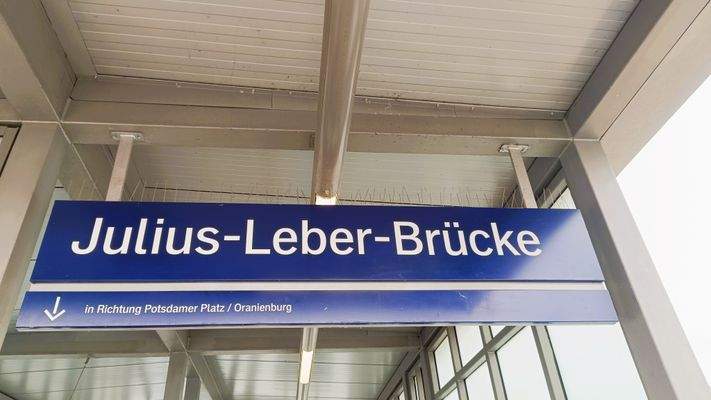 Julius-Leber-Brücke
in Richtung Potsdamer Platz / Oranienburg